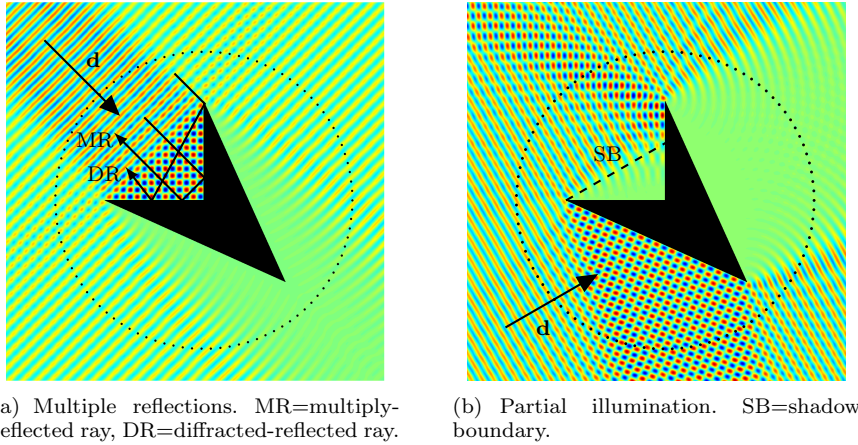 d
MR
DR
SB
d
a) Multiple reflections. MR=multiply-
eflected ray, DR=diffracted-reflected ray.
(b) Partial illumination. SB=shadow
boundary.